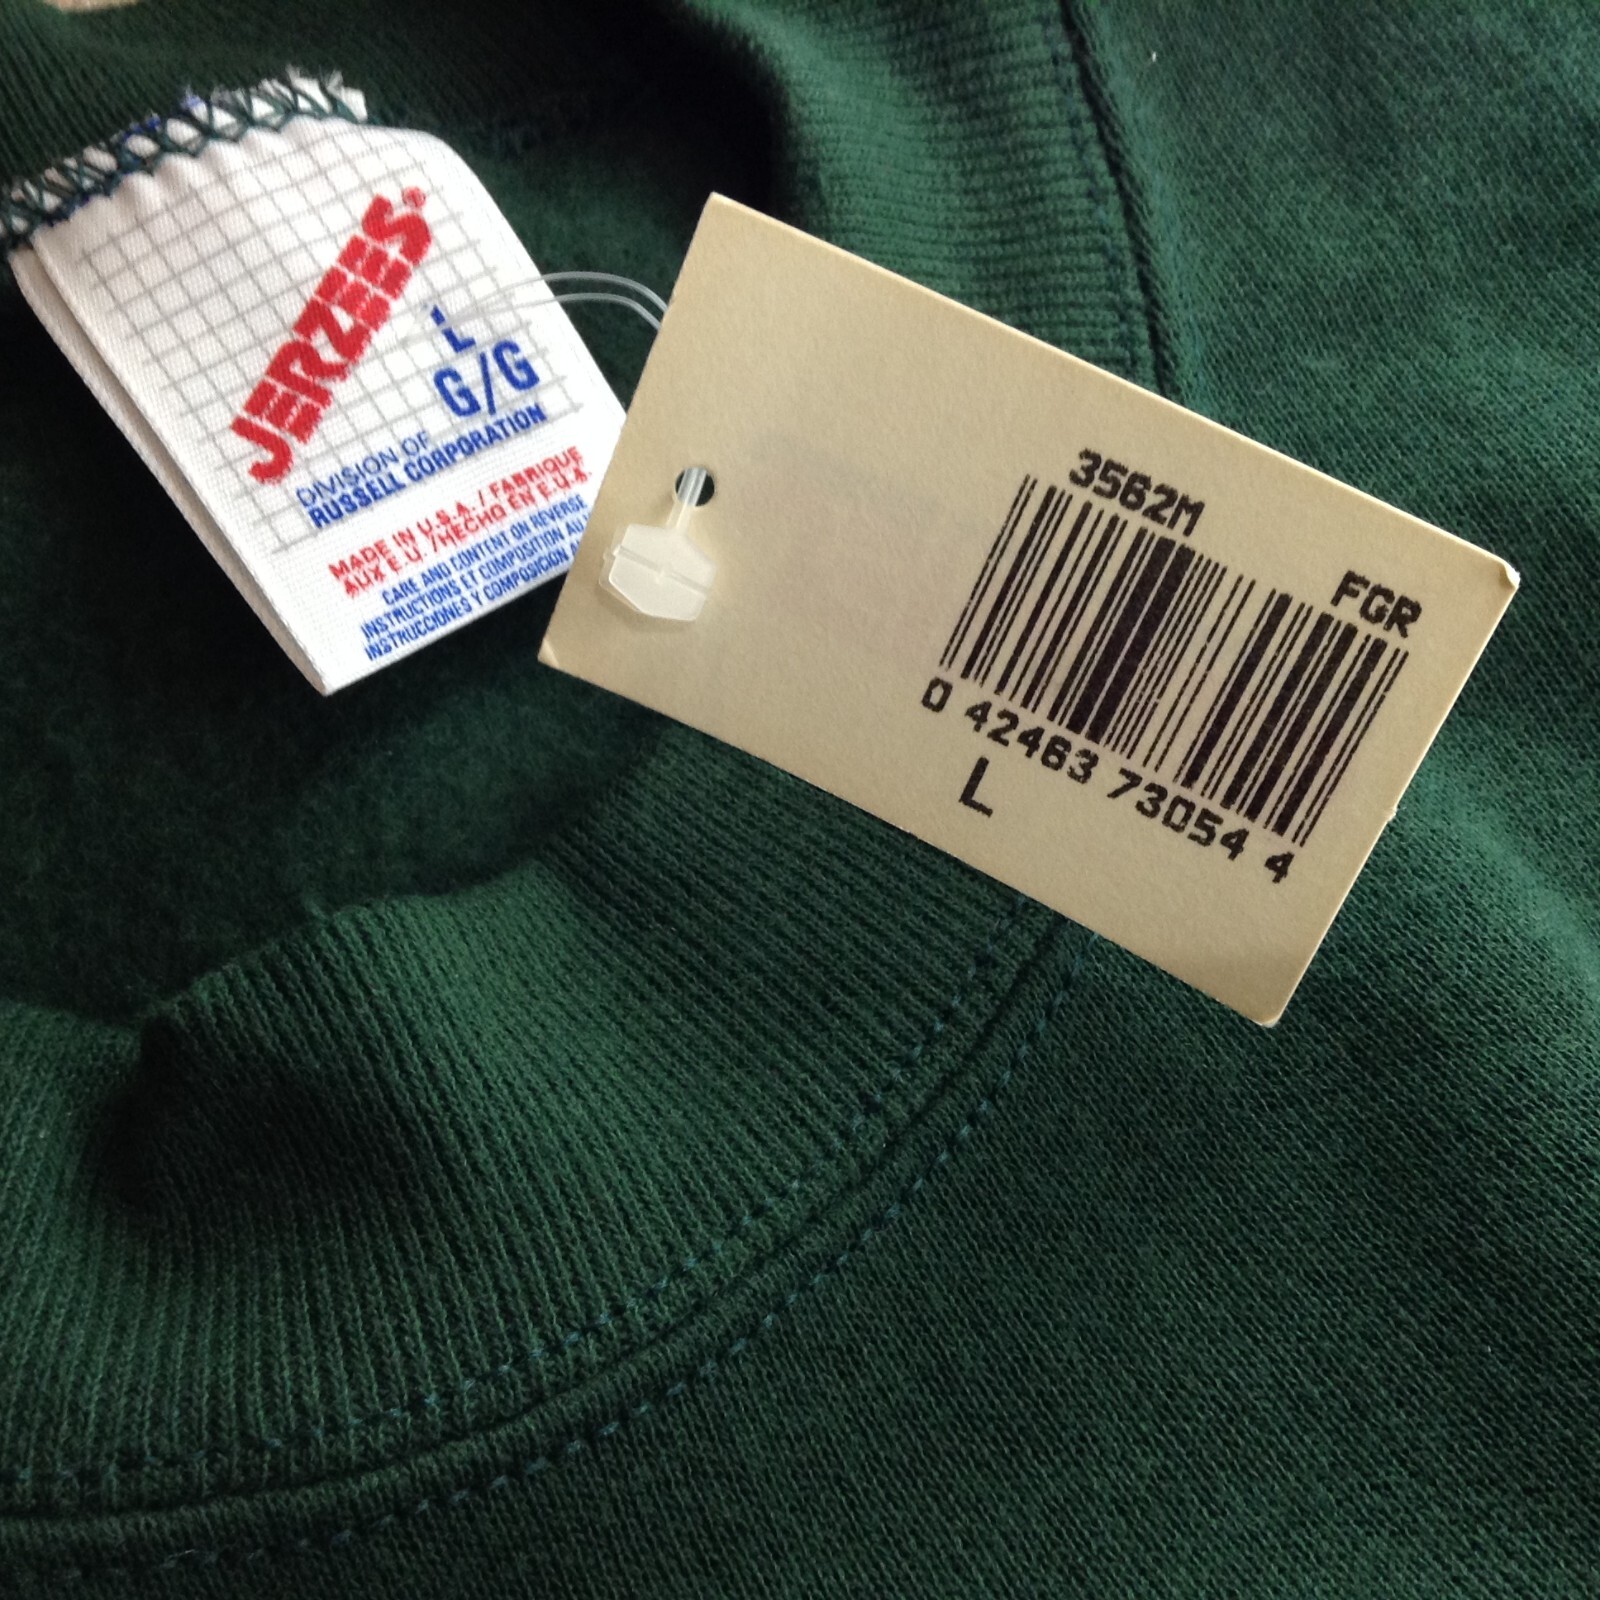 JERZEES®
L
G/G
DIVISION OF
RUSSELL CORPORATION
MADE IN U.S.A. / FABRIQUE
AUX E.U. / HECHO EN E.U.A.
CARE AND CONTENT ON REVERSE
INSTRUCTIONS ET COMPOSITION AU
INSTRUCCIONES Y COMPOSICION
3562M
FGR
0 42463 73054 4
L